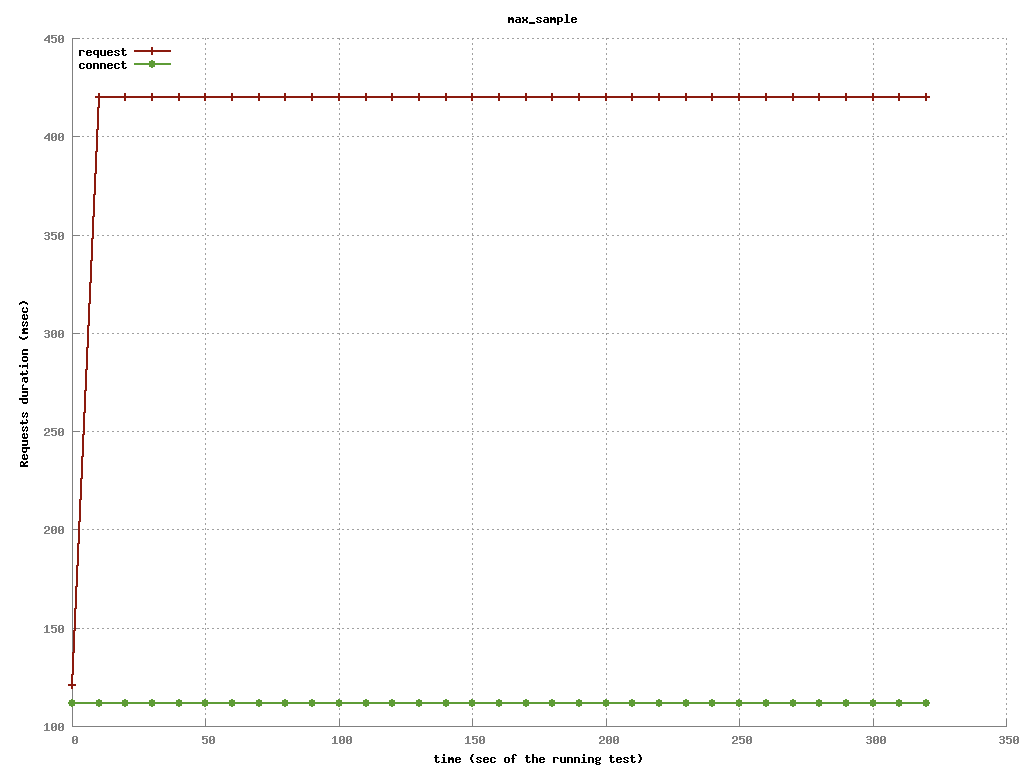 max_sample
450
request
connect
400
350
300
250
200
150
100
Requests duration (msec)
0 50 100 150 200 250 300 350
time (sec of the running test)